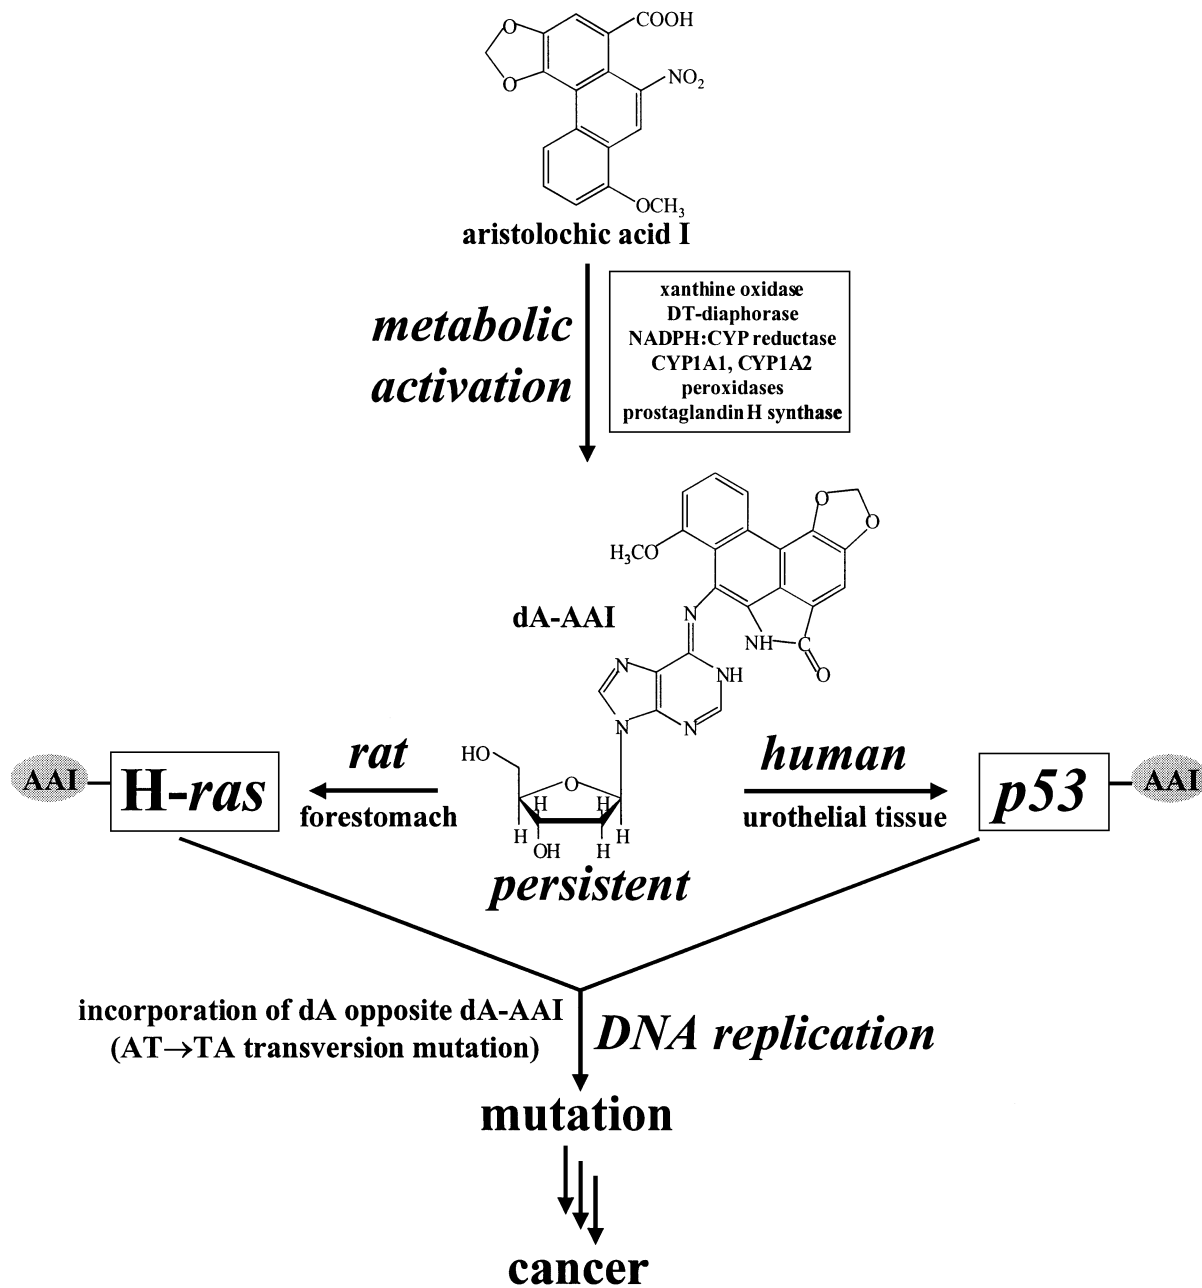 O
O
COOH
NO2
OCH3
aristolochic acid I
metabolic
activation
xanthine oxidase
DT-diaphorase
NADPH:CYP reductase
CYP1A1, CYP1A2
peroxidases
prostaglandin H synthase
O
O
H3CO
dA-AAI
N
NH
C
O
N
NH
N
N
HO
O
H
H
H
H
OH
H
persistent
rat
forestomach
AAI
H-ras
human
urothelial tissue
p53
AAI
incorporation of dA opposite dA-AAI
(AT→TA transversion mutation)
DNA replication
mutation
cancer